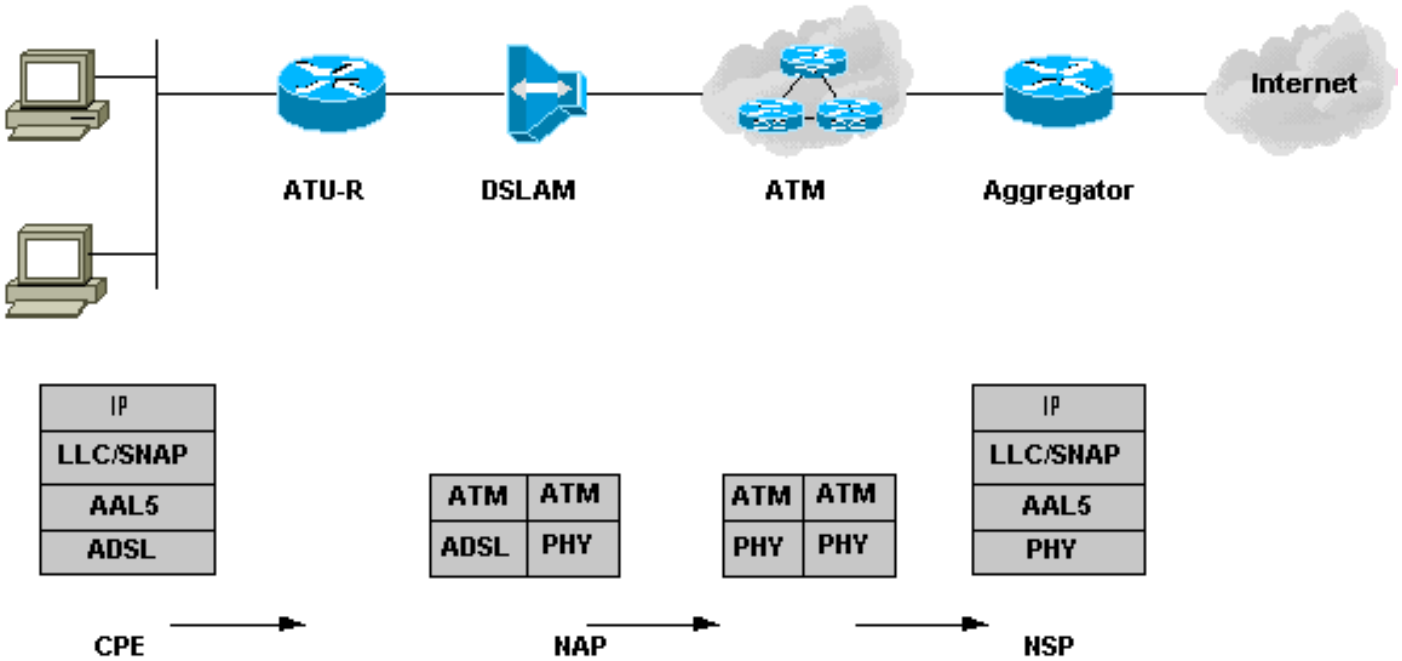 Internet
ATU-R DSLAM ATM Aggregator
IP IP
LLC/SNAP LLC/SNAP
ATM ATM ATM ATM
AAL5 AAL5
ADSL PHY PHY PHY
ADSL PHY
CPE NAP NSP